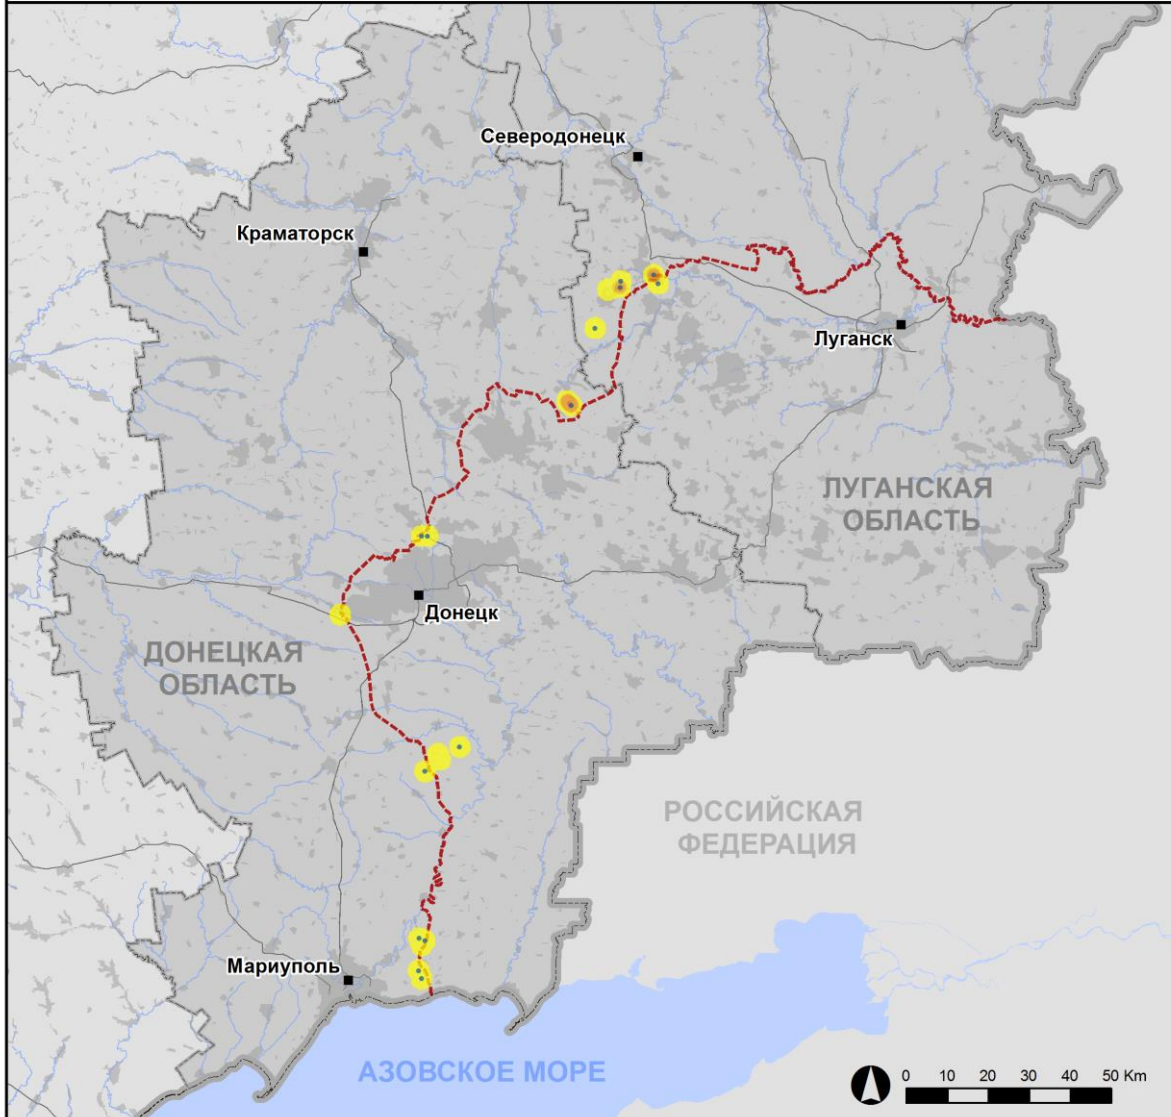 Северодонецк
Краматорск
Луганск
ЛУГАНСКАЯ
ОБЛАСТЬ
Донецк
ДОНЕЦКАЯ
ОБЛАСТЬ
РОССИЙСКАЯ
ФЕДЕРАЦИЯ
Мариуполь
АЗОВСКОЕ МОРЕ
0 10 20 30 40 50 Km